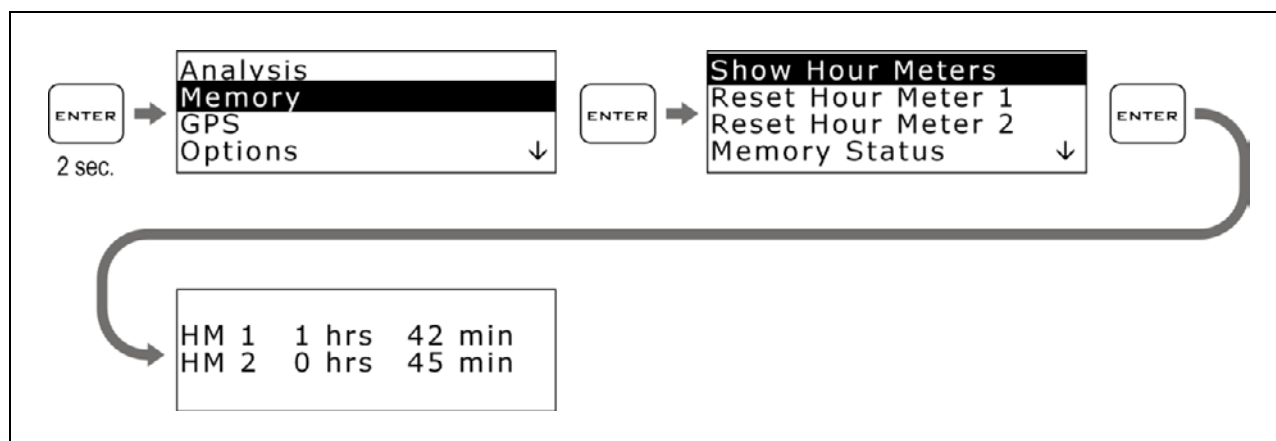 ENTER
2 sec.
Analysis
Memory
GPS
Options
ENTER
Show Hour Meters
Reset Hour Meter 1
Reset Hour Meter 2
Memory Status
ENTER
HM 1 1 hrs 42 min
HM 2 0 hrs 45 min